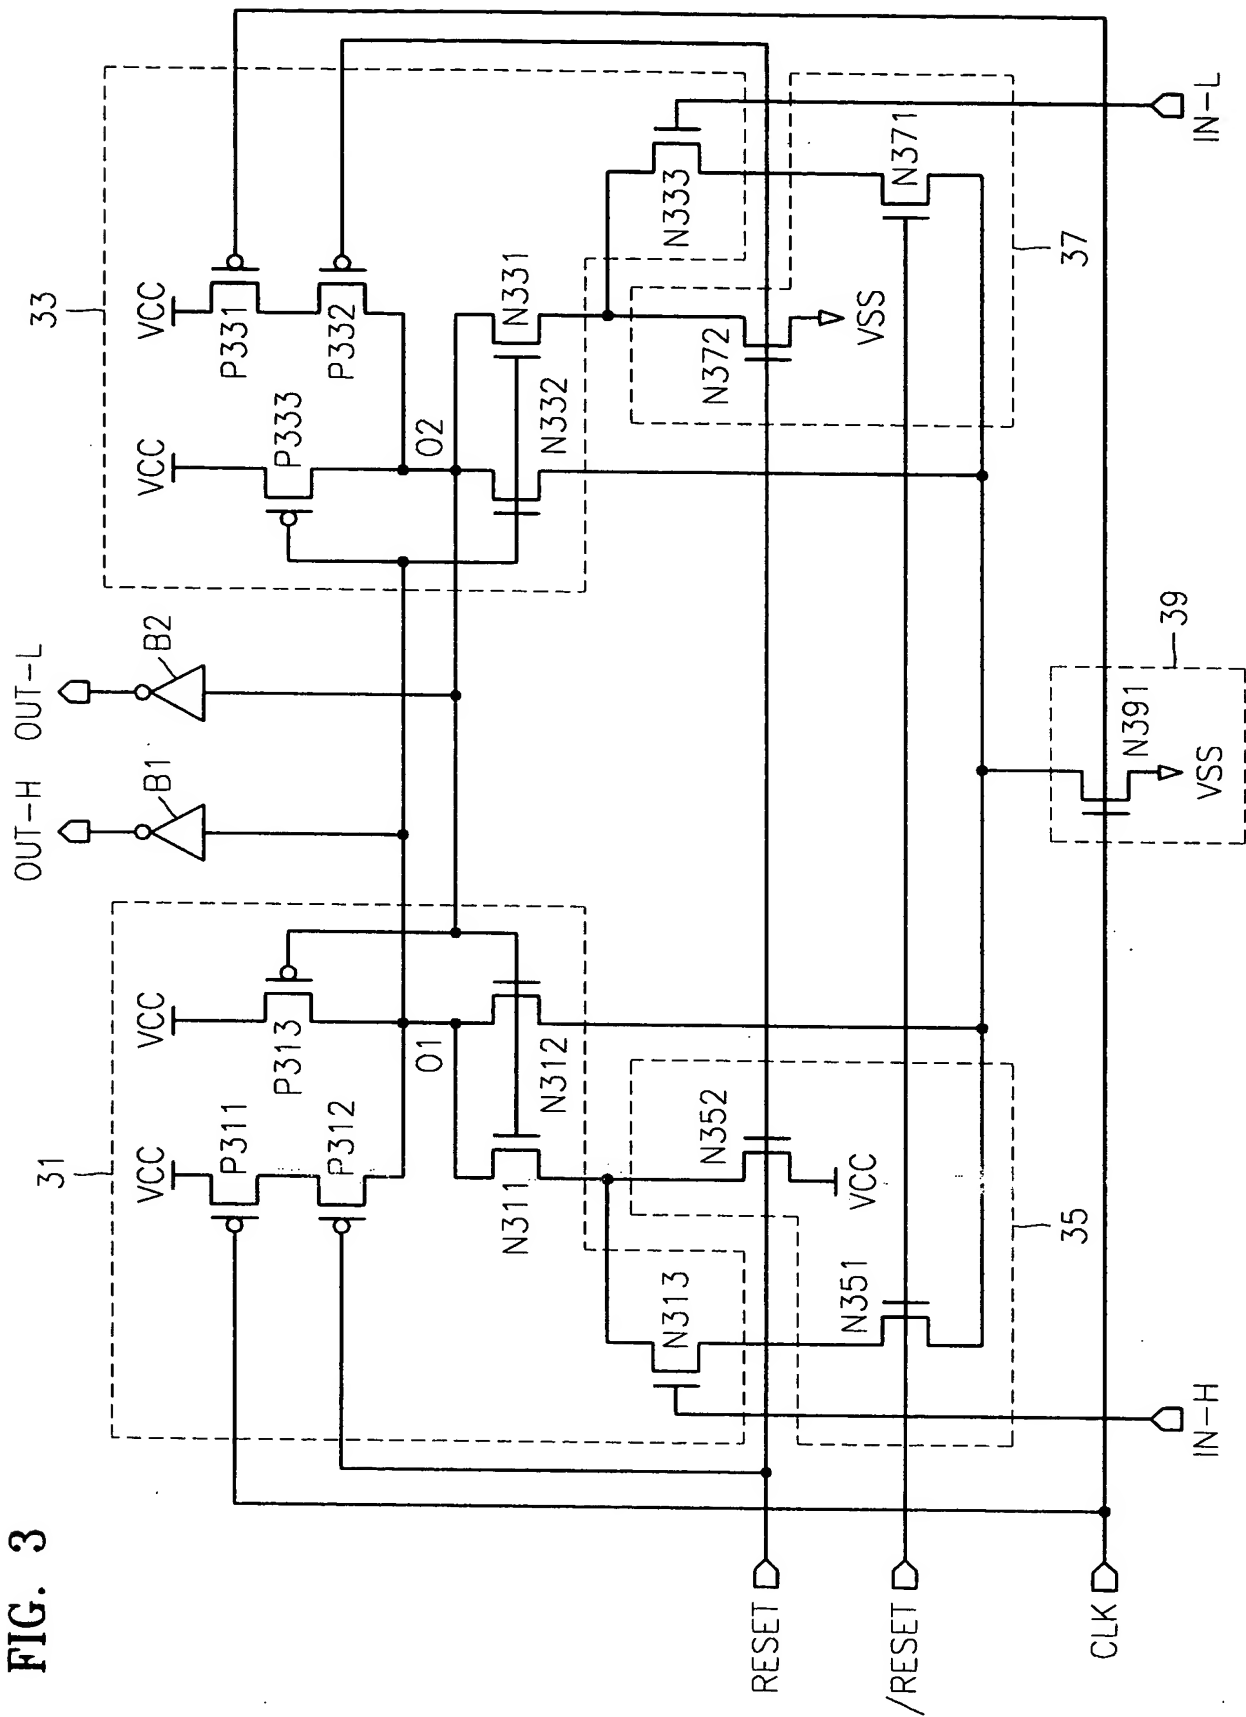 FIG. 3
OUT-H
OUT-L
B1
B2
31
33
VCC
VCC
VCC
VCC
P311
P313
P333
P331
P312
P332
O1
O2
N311
N312
N332
N331
N313
N333
N352
N372
VCC
VSS
N351
N371
35
37
39
N391
VSS
RESET
/RESET
CLK
IN-H
IN-L